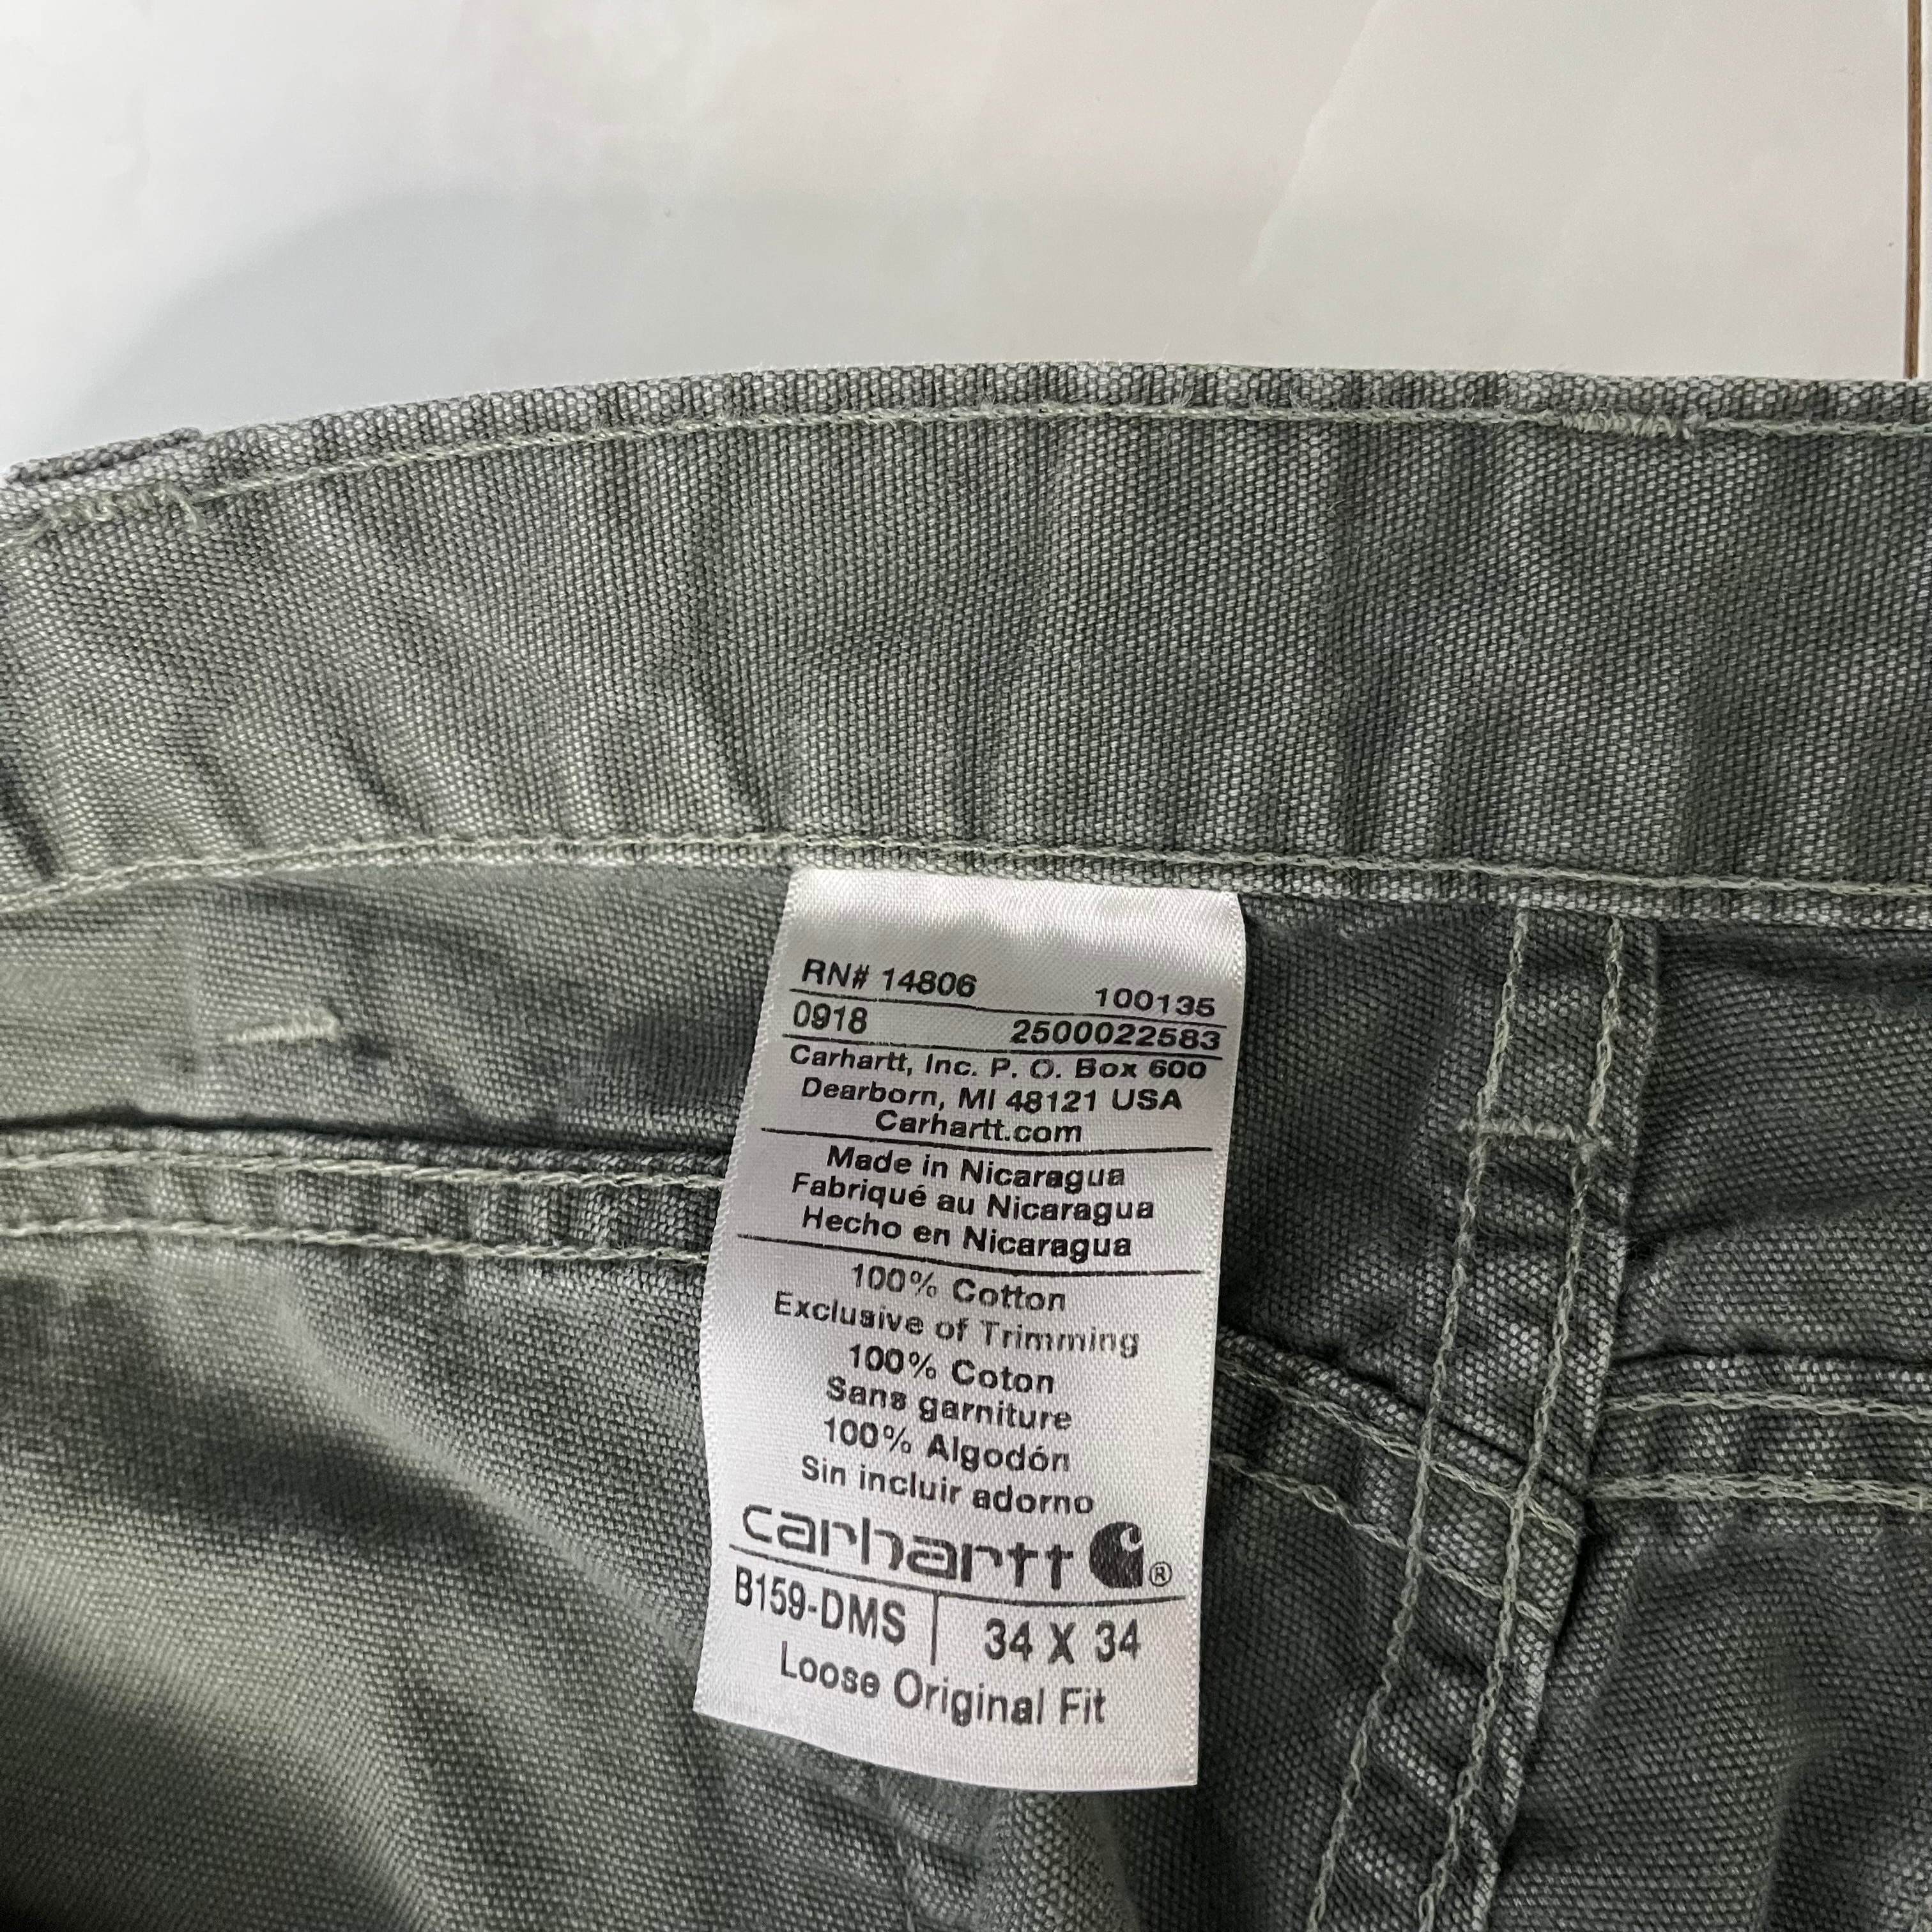 RN# 14806 100135
0918 2500022583
Carhartt, Inc. P. O. Box 600
Dearborn, MI 48121 USA
Carhartt.com
Made in Nicaragua
Fabriqué au Nicaragua
Hecho en Nicaragua
100% Cotton
Exclusive of Trimming
100% Coton
Sans garniture
100% Algodón
Sin incluir adorno
carhartt ®
B159-DMS 34 X 34
Loose Original Fit